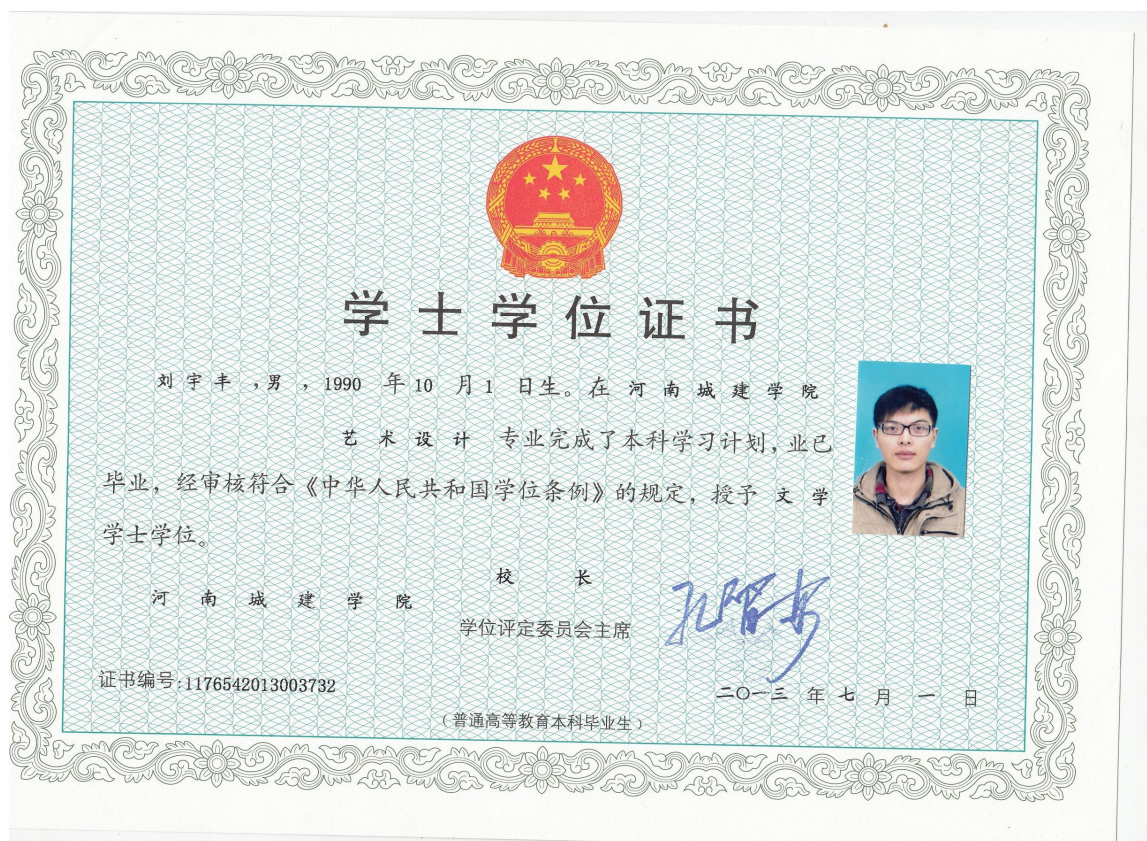 学士学位证书
刘宇丰，男，1990 年 10 月 1 日生。在 河南城建学院
艺术设计 专业完成了本科学习计划，业已
毕业，经审核符合《中华人民共和国学位条例》的规定，授予 文学
学士学位。
校 长
河南城建学院
学位评定委员会主席
证书编号:1176542013003732
二〇一三 年 七 月 一 日
（普通高等教育本科毕业生）